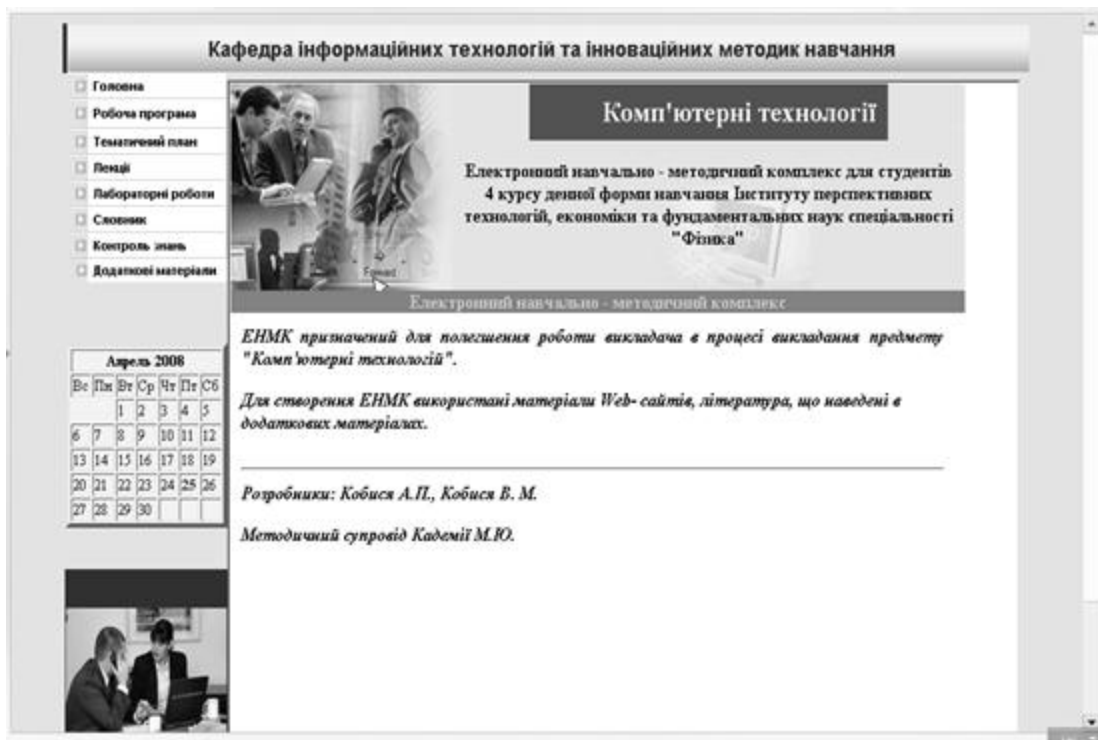 Кафедра інформаційних технологій та інноваційних методик навчання
Головна
Робоча програма
Тематичний план
Лекції
Лабораторні роботи
Словник
Контроль знань
Додаткові матеріали
Комп'ютерні технології
Електронний навчально - методичний комплекс для студентів
4 курсу денної форми навчання Інституту перспективних
технологій, економіки та фундаментальних наук спеціальності
"Фізика"
Forward
Електронний навчально - методичний комплекс
ЕНМК призначений для полегшення роботи викладача в процесі викладання предмету
"Комп'ютерні технологій".
Для створення ЕНМК використані матеріали Web- сайтів, література, що наведені в
додаткових матеріалах.
Розробники: Кобися А.П., Кобися В. М.
Методичний супровід Кадемії М.Ю.
Апрель 2008
Вс Пн Вт Ср Чт Пт Сб
1 2 3 4 5
6 7 8 9 10 11 12
13 14 15 16 17 18 19
20 21 22 23 24 25 26
27 28 29 30